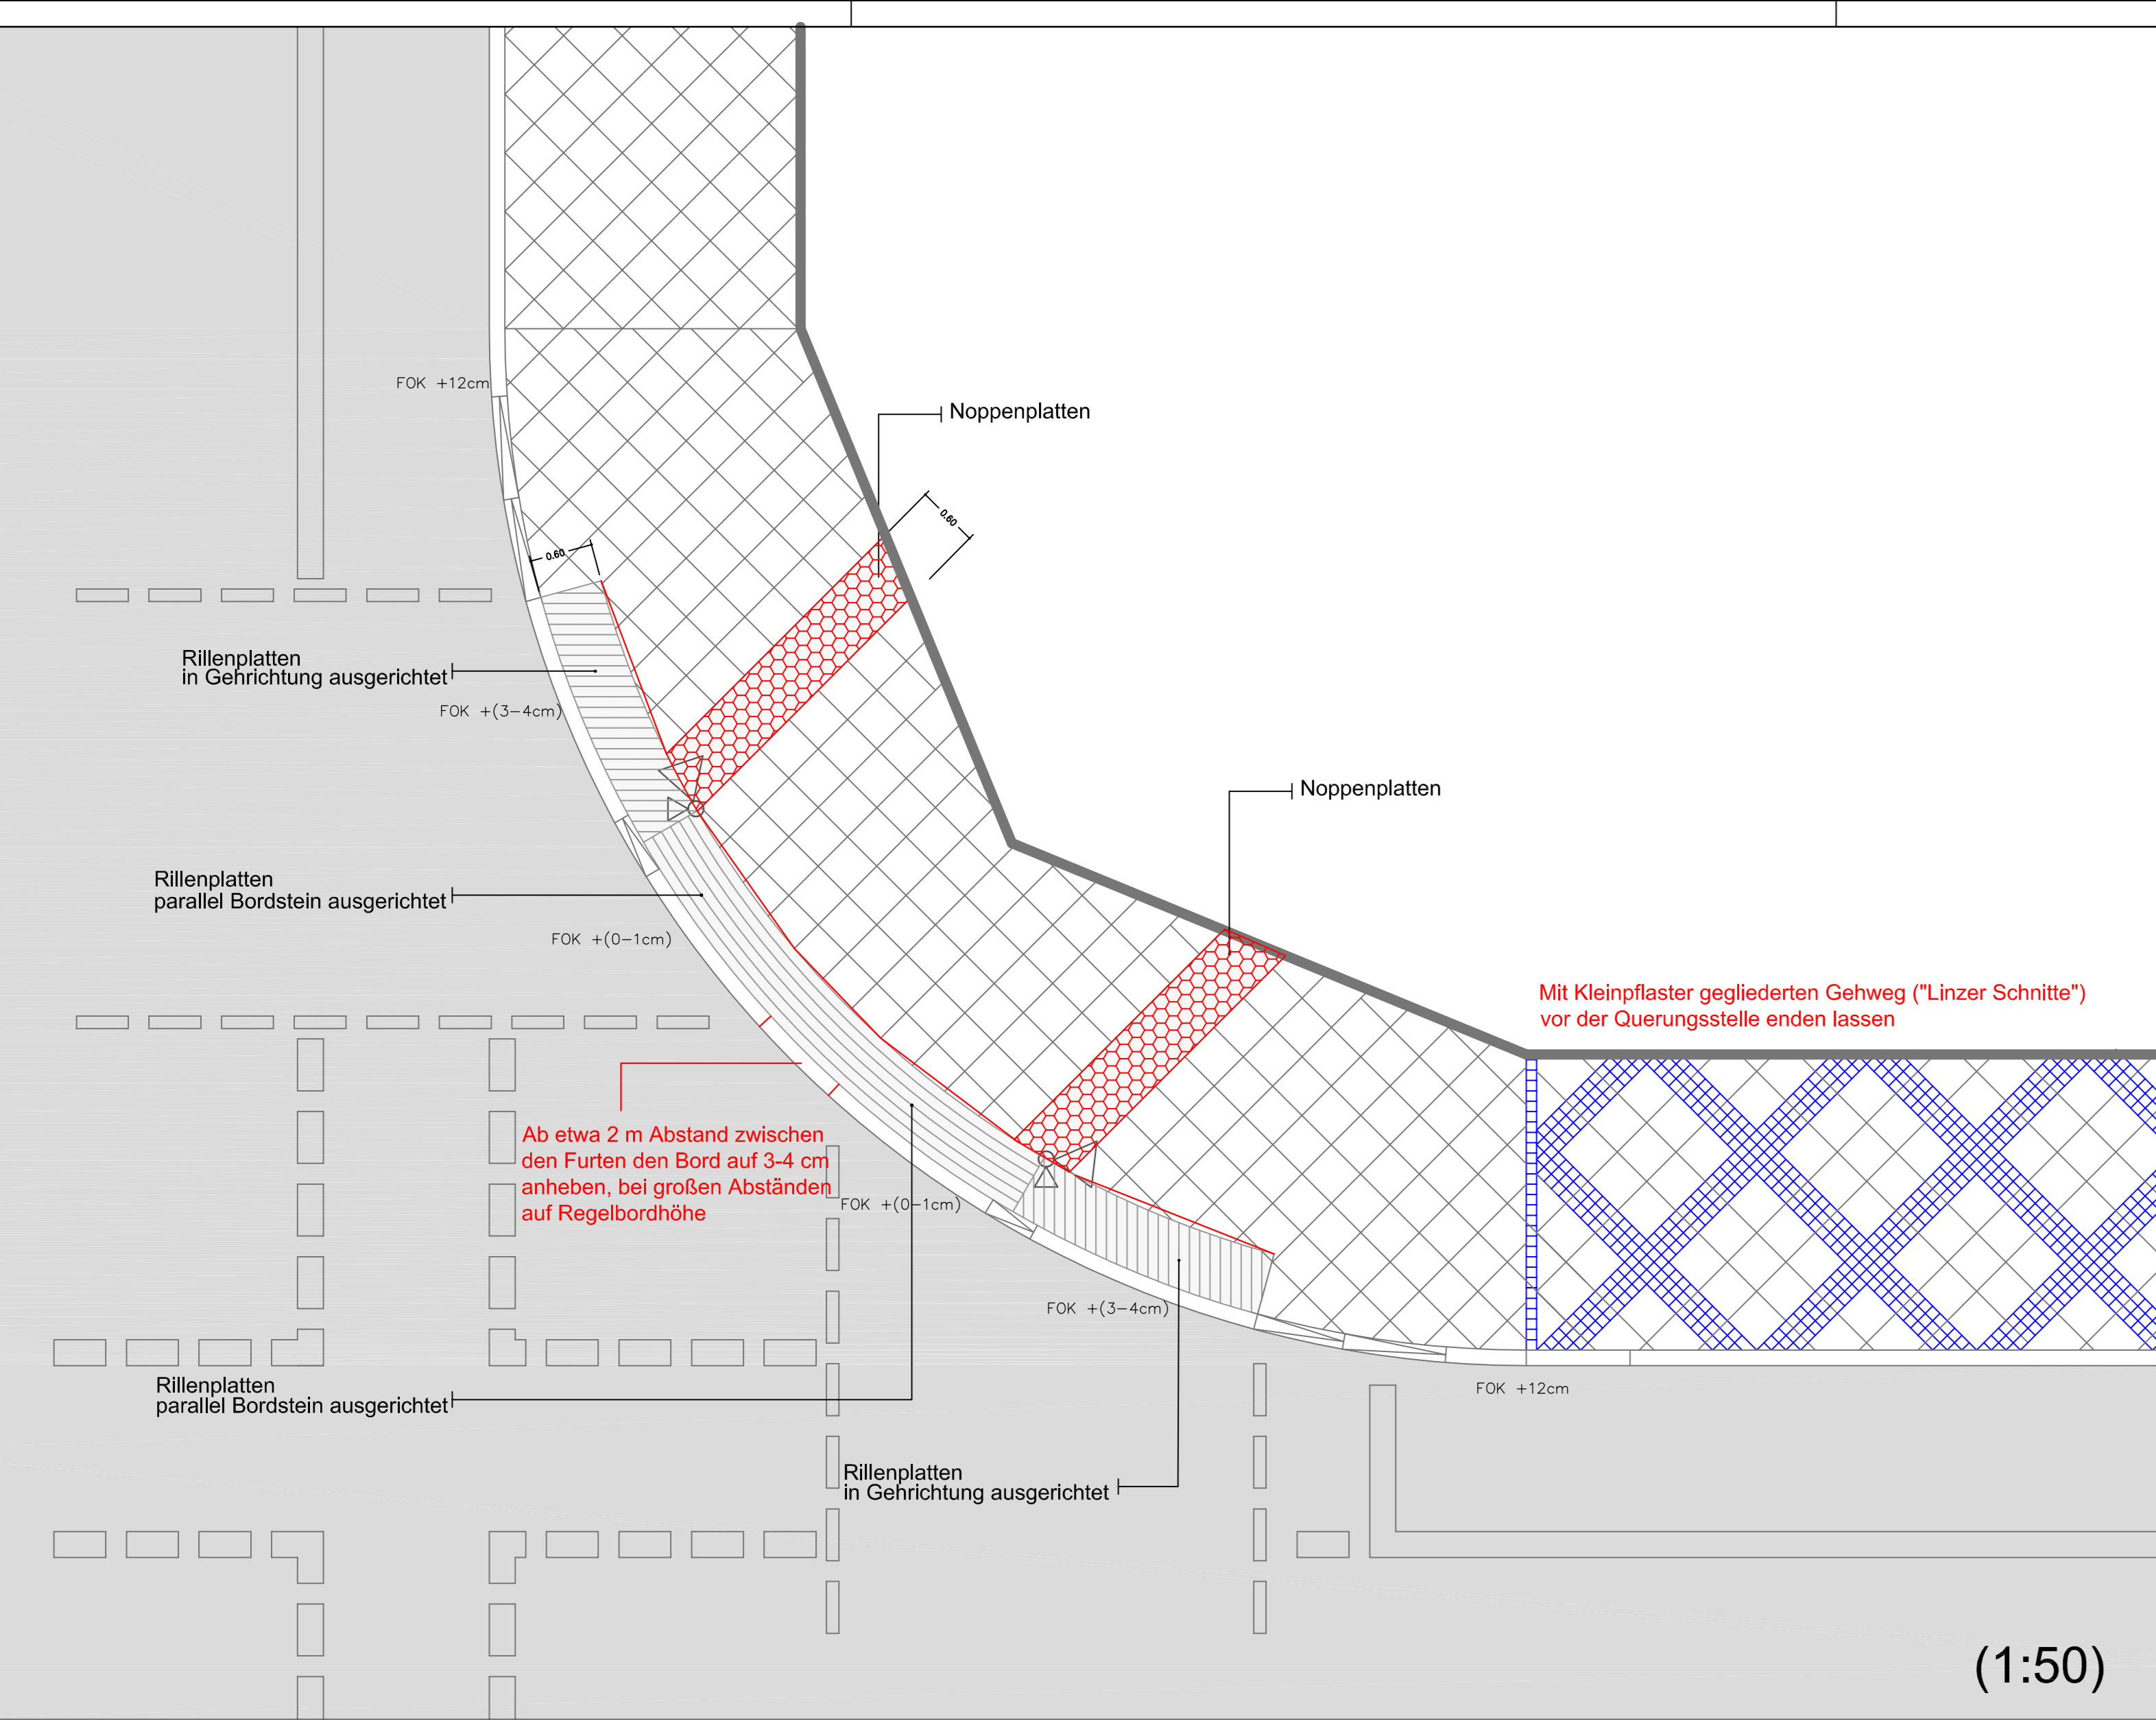 FOK +12cm
Noppenplatten
0.60
0.60
Rillenplatten
in Gehrichtung ausgerichtet
FOK +(3-4cm)
Noppenplatten
Rillenplatten
parallel Bordstein ausgerichtet
FOK +(0-1cm)
Mit Kleinpflaster gegliederten Gehweg ("Linzer Schnitte")
vor der Querungsstelle enden lassen
Ab etwa 2 m Abstand zwischen
den Furten den Bord auf 3-4 cm
anheben, bei großen Abständen
auf Regelbordhöhe
FOK +(0-1cm)
FOK +(3-4cm)
Rillenplatten
parallel Bordstein ausgerichtet
FOK +12cm
Rillenplatten
in Gehrichtung ausgerichtet
(1:50)